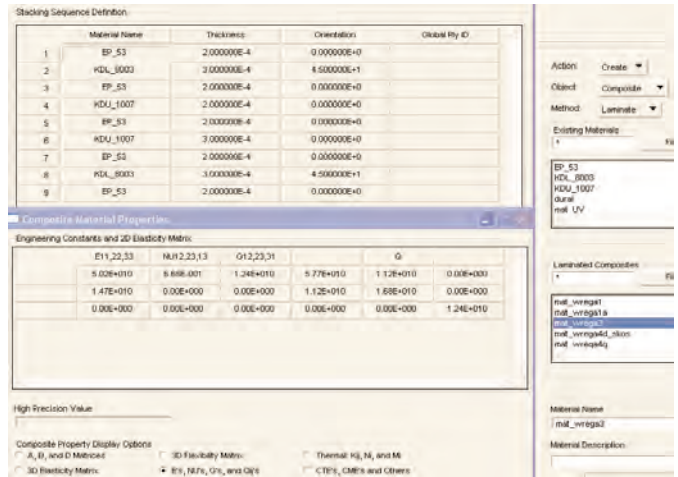 Stacking Sequence Definition
Material Name Thickness Orientation Global Ply ID
1 EP_53 2.000000E-4 0.000000E+0
2 KDL_8003 3.000000E-4 4.500000E+1
3 EP_53 2.000000E-4 0.000000E+0
4 KDU_1007 2.000000E-4 0.000000E+0
5 EP_53 2.000000E-4 0.000000E+0
6 KDU_1007 3.000000E-4 0.000000E+0
7 EP_53 2.000000E-4 0.000000E+0
8 KDL_8003 3.000000E-4 4.500000E+1
9 EP_53 2.000000E-4 0.000000E+0
Composite Material Properties
Engineering Constants and 2D Elasticity Matrix
E11,22,33 NU12,23,13 G12,23,31 Q
5.02E+010 6.68E-001 1.24E+010 5.77E+010 1.12E+010 0.00E+000
1.47E+010 0.00E+000 0.00E+000 1.12E+010 1.68E+010 0.00E+000
0.00E+000 0.00E+000 0.00E+000 0.00E+000 0.00E+000 1.24E+010
High Precision Value
Composite Property Display Options
A, B, and D Matrices 3D Flexibility Matrix Thermal: Kij, Ni, and Mi
3D Elasticity Matrix E's, NU's, G's, and Qij's CTE's, CME's and Others
Action: Create
Object: Composite
Method: Laminate
Existing Materials
*
EP_53
KDL_8003
KDU_1007
dural
mat_UV
Laminated Composites
*
mat_wrega1
mat_wrega1a
mat_wrega3
mat_wrega4d_skos
mat_wrega4g
Material Name
mat_wrega3
Material Description